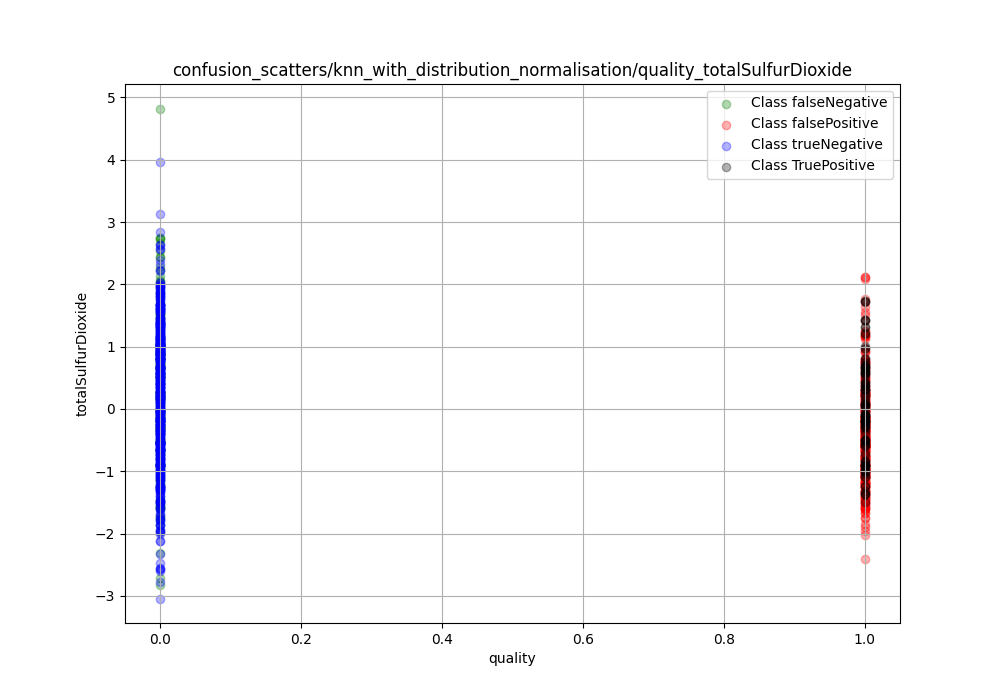 confusion_scatters/knn_with_distribution_normalisation/quality_totalSulfurDioxide
Class falseNegative
Class falsePositive
Class trueNegative
Class TruePositive
5
4
3
2
1
0
−1
−2
−3
totalSulfurDioxide
0.0 0.2 0.4 0.6 0.8 1.0
quality